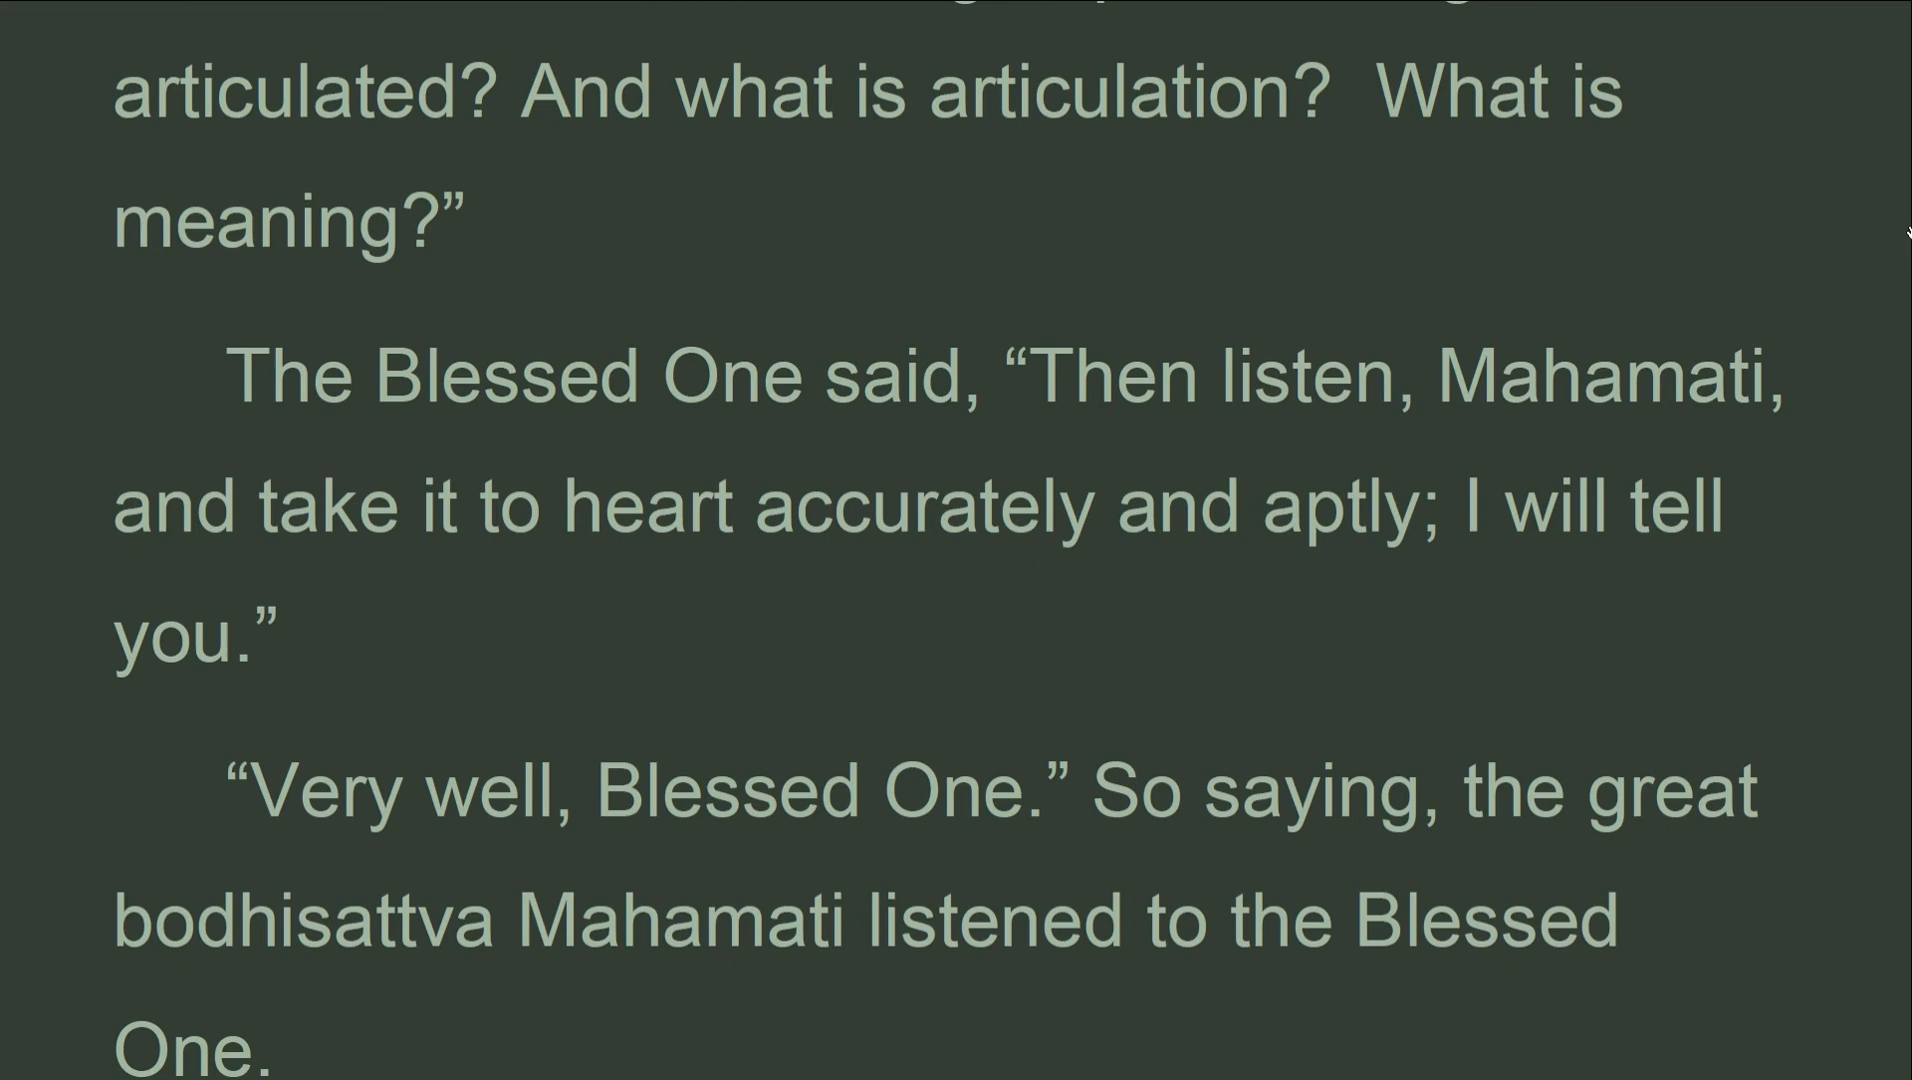 articulated? And what is articulation?  What is
meaning?”
The Blessed One said, “Then listen, Mahamati,
and take it to heart accurately and aptly; I will tell
you.”
“Very well, Blessed One.” So saying, the great
bodhisattva Mahamati listened to the Blessed
One.